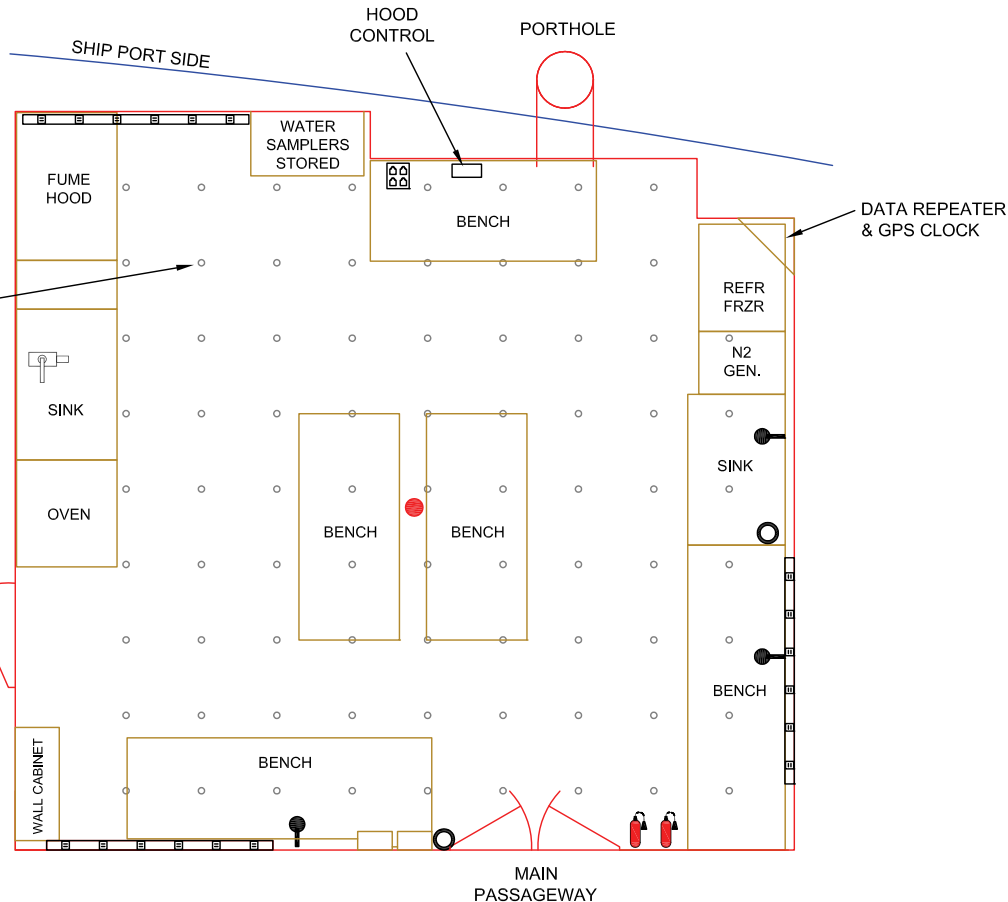 HOOD
CONTROL
PORTHOLE
SHIP PORT SIDE
WATER
SAMPLERS
STORED
FUME
HOOD
BENCH
DATA REPEATER
& GPS CLOCK
REFR
FRZR
N2
GEN.
SINK
SINK
OVEN
BENCH
BENCH
BENCH
WALL CABINET
BENCH
MAIN
PASSAGEWAY